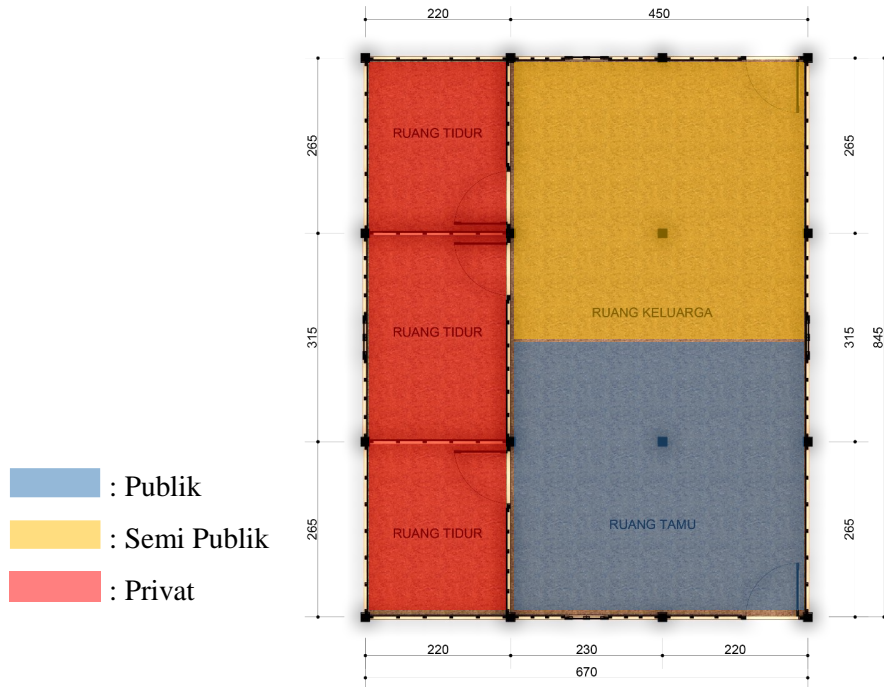 220 450
265 265
RUANG TIDUR
315 315 845
RUANG KELUARGA
RUANG TIDUR
: Publik
: Semi Publik
: Privat
265 265
RUANG TAMU
RUANG TIDUR
220 230 220
670